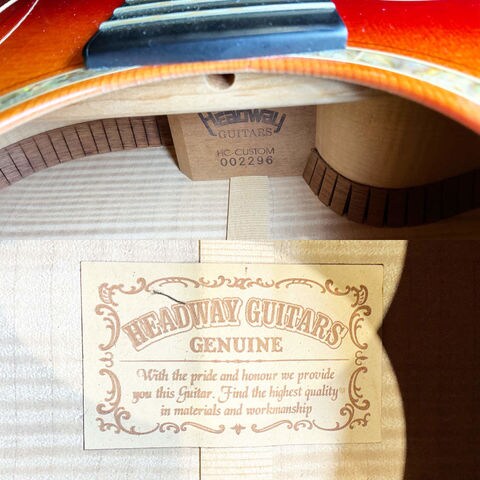 Headway
GUITARS
HC-CUSTOM
002296
HEADWAY GUITARS
GENUINE
With the pride and honour we provide
you this Guitar. Find the highest quality
in materials and workmanship